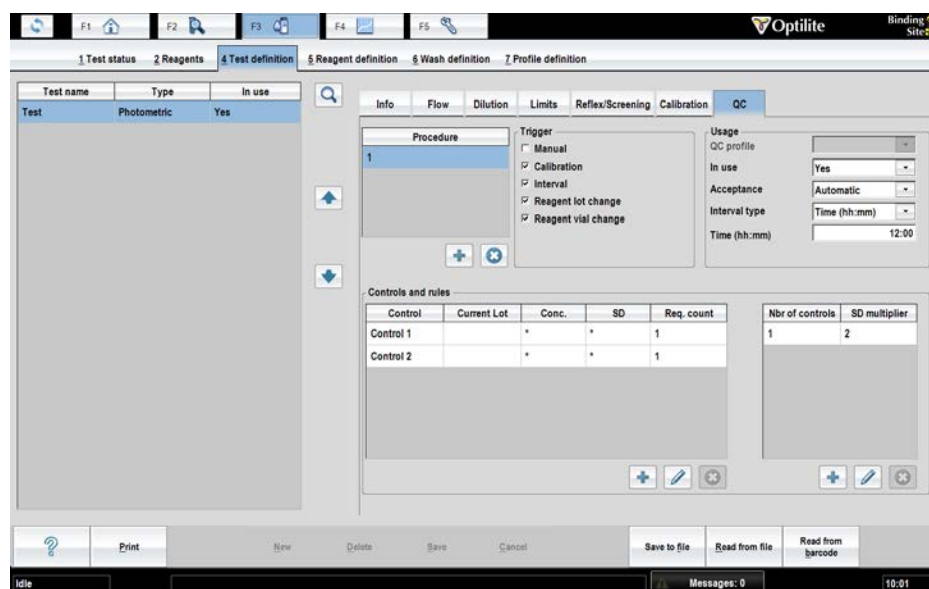 F1 F2 F3 F4 F5 Optilite Binding Site
1 Test status 2 Reagents 4 Test definition 5 Reagent definition 6 Wash definition 7 Profile definition
Test name Type In use
Test Photometric Yes
Info Flow Dilution Limits Reflex/Screening Calibration QC
Procedure
1
Trigger
Manual
Calibration
Interval
Reagent lot change
Reagent vial change
Usage
QC profile
In use Yes
Acceptance Automatic
Interval type Time (hh:mm)
Time (hh:mm) 12:00
Controls and rules
Control Current Lot Conc. SD Req. count
Control 1 * * 1
Control 2 * * 1
Nbr of controls SD multiplier
1 2
? Print New Delete Save Cancel Save to file Read from file Read from barcode
Idle Messages: 0 10:01